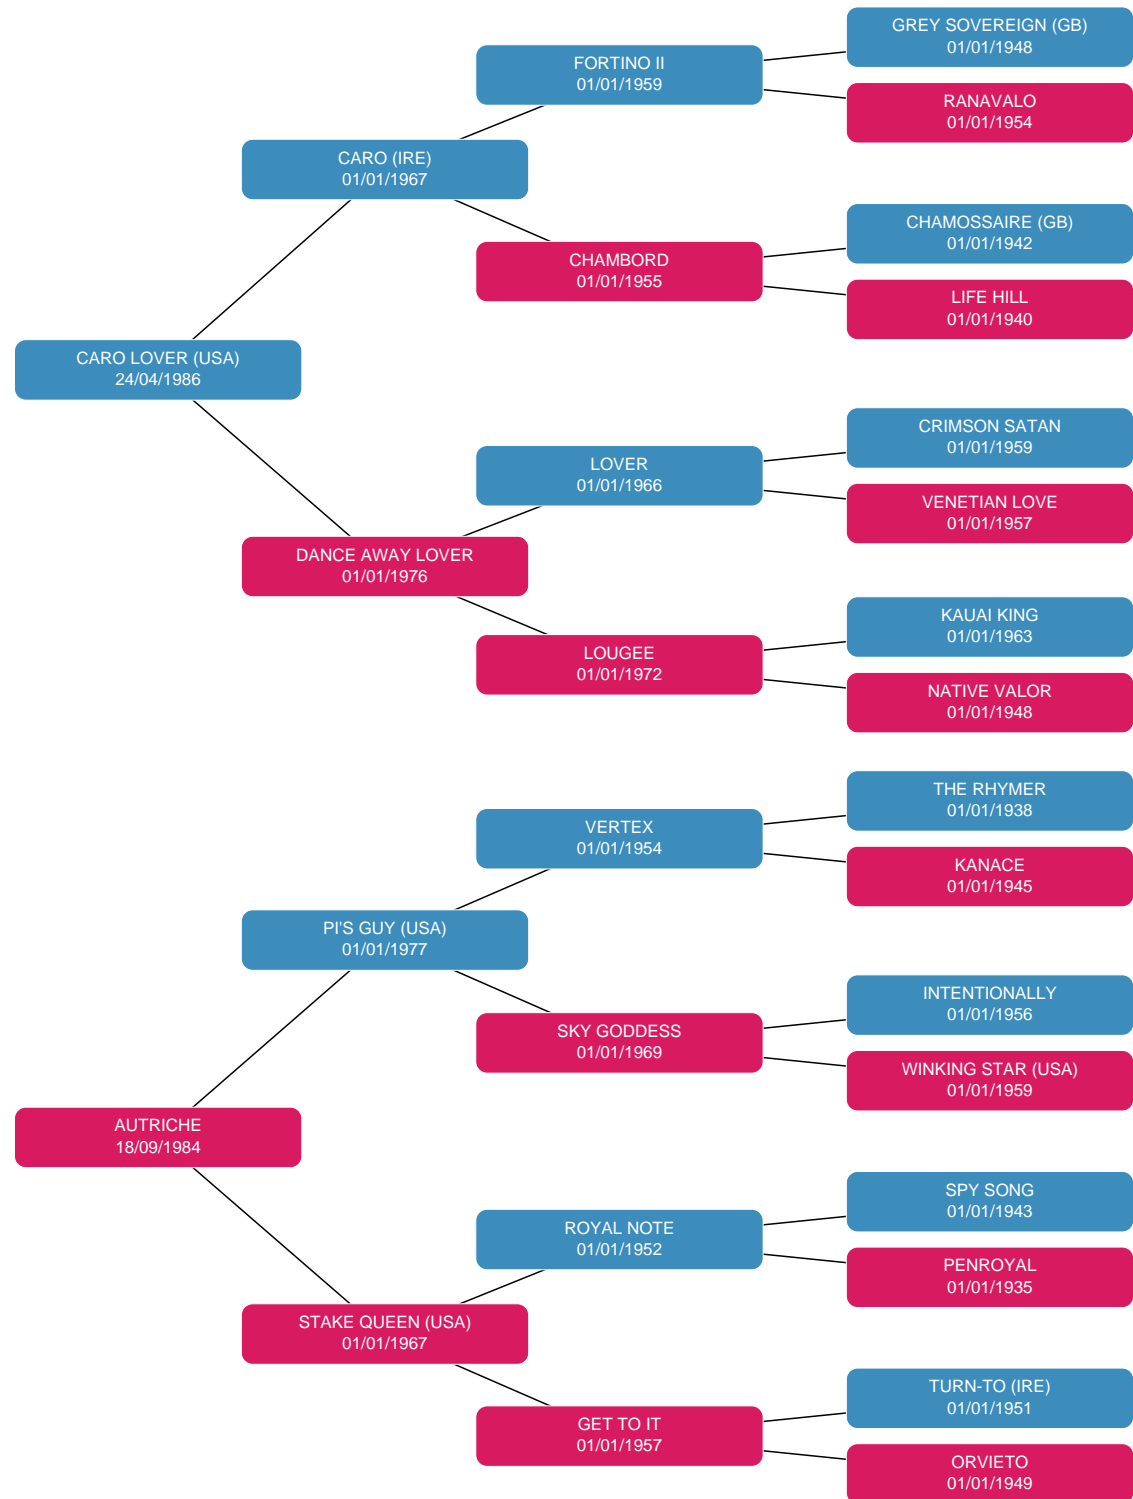 GREY SOVEREIGN (GB)
01/01/1948
FORTINO II
01/01/1959
RANAVALO
01/01/1954
CARO (IRE)
01/01/1967
CHAMOSSAIRE (GB)
01/01/1942
CHAMBORD
01/01/1955
LIFE HILL
01/01/1940
CARO LOVER (USA)
24/04/1986
CRIMSON SATAN
01/01/1959
LOVER
01/01/1966
VENETIAN LOVE
01/01/1957
DANCE AWAY LOVER
01/01/1976
KAUAI KING
01/01/1963
LOUGEE
01/01/1972
NATIVE VALOR
01/01/1948
THE RHYMER
01/01/1938
VERTEX
01/01/1954
KANACE
01/01/1945
PI'S GUY (USA)
01/01/1977
INTENTIONALLY
01/01/1956
SKY GODDESS
01/01/1969
WINKING STAR (USA)
01/01/1959
AUTRICHE
18/09/1984
SPY SONG
01/01/1943
ROYAL NOTE
01/01/1952
PENROYAL
01/01/1935
STAKE QUEEN (USA)
01/01/1967
TURN-TO (IRE)
01/01/1951
GET TO IT
01/01/1957
ORVIETO
01/01/1949